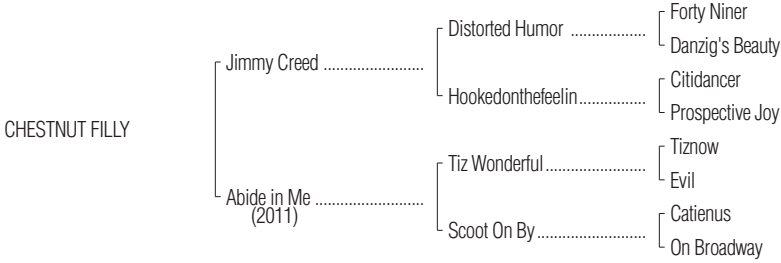 Forty Niner
Distorted Humor ..................
Danzig's Beauty
Jimmy Creed ........................
Citidancer
Hookedonthefeelin................
Prospective Joy
CHESTNUT FILLY
Tiznow
Tiz Wonderful........................
Evil
Abide in Me ..........................
(2011)
Catienus
Scoot On By..........................
On Broadway